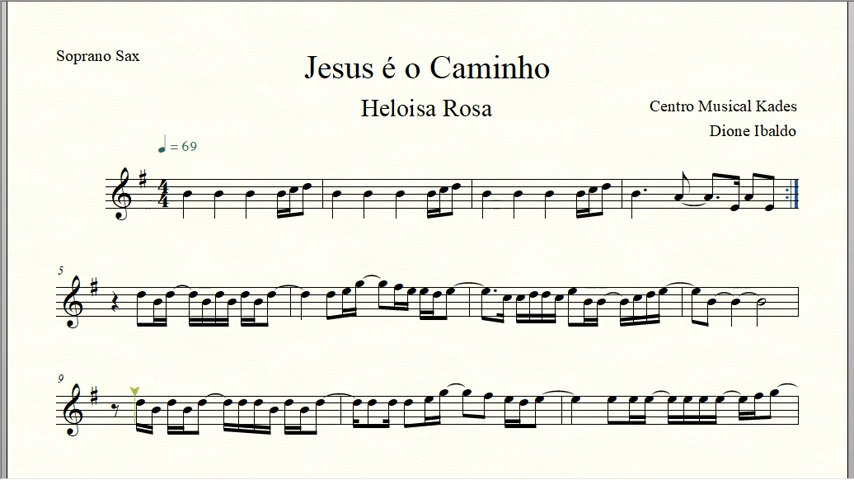 Soprano Sax
Jesus é o Caminho
Heloisa Rosa
Centro Musical Kades
Dione Ibaldo
= 69
5
9